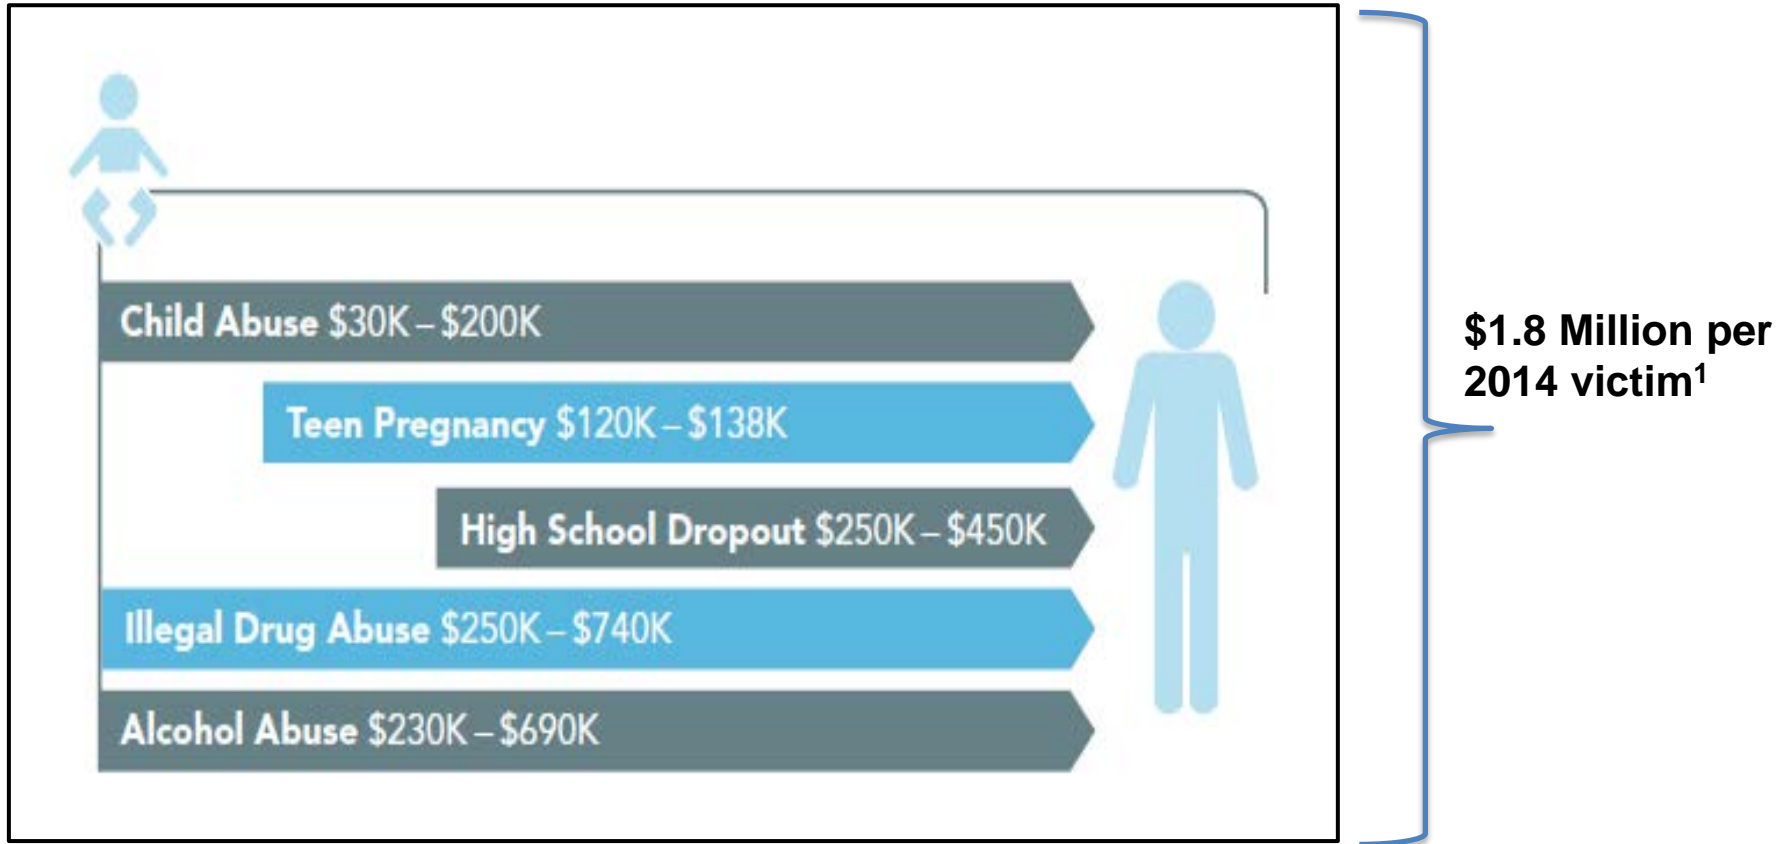 Child Abuse $30K – $200K
Teen Pregnancy $120K – $138K
High School Dropout $250K – $450K
Illegal Drug Abuse $250K – $740K
Alcohol Abuse $230K – $690K
$1.8 Million per
2014 victim¹